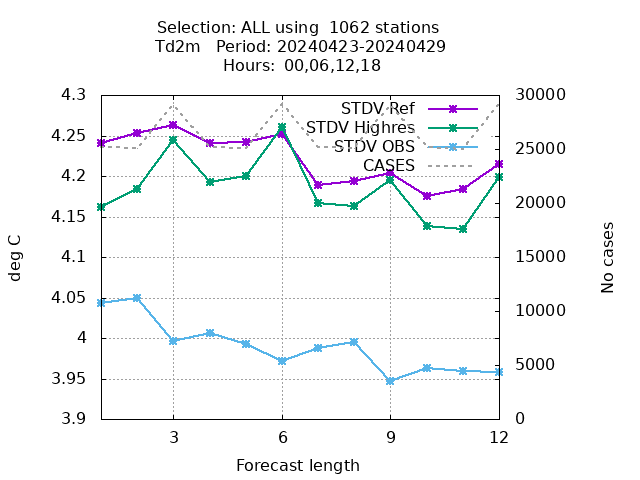 Selection: ALL using  1062 stations
Td2m   Period: 20240423-20240429
Hours:  00,06,12,18
STDV Ref
STDV Highres
STDV OBS
CASES
4.3
4.25
4.2
4.15
4.1
4.05
4
3.95
3.9
30000
25000
20000
15000
10000
5000
0
deg C
No cases
3
6
9
12
Forecast length